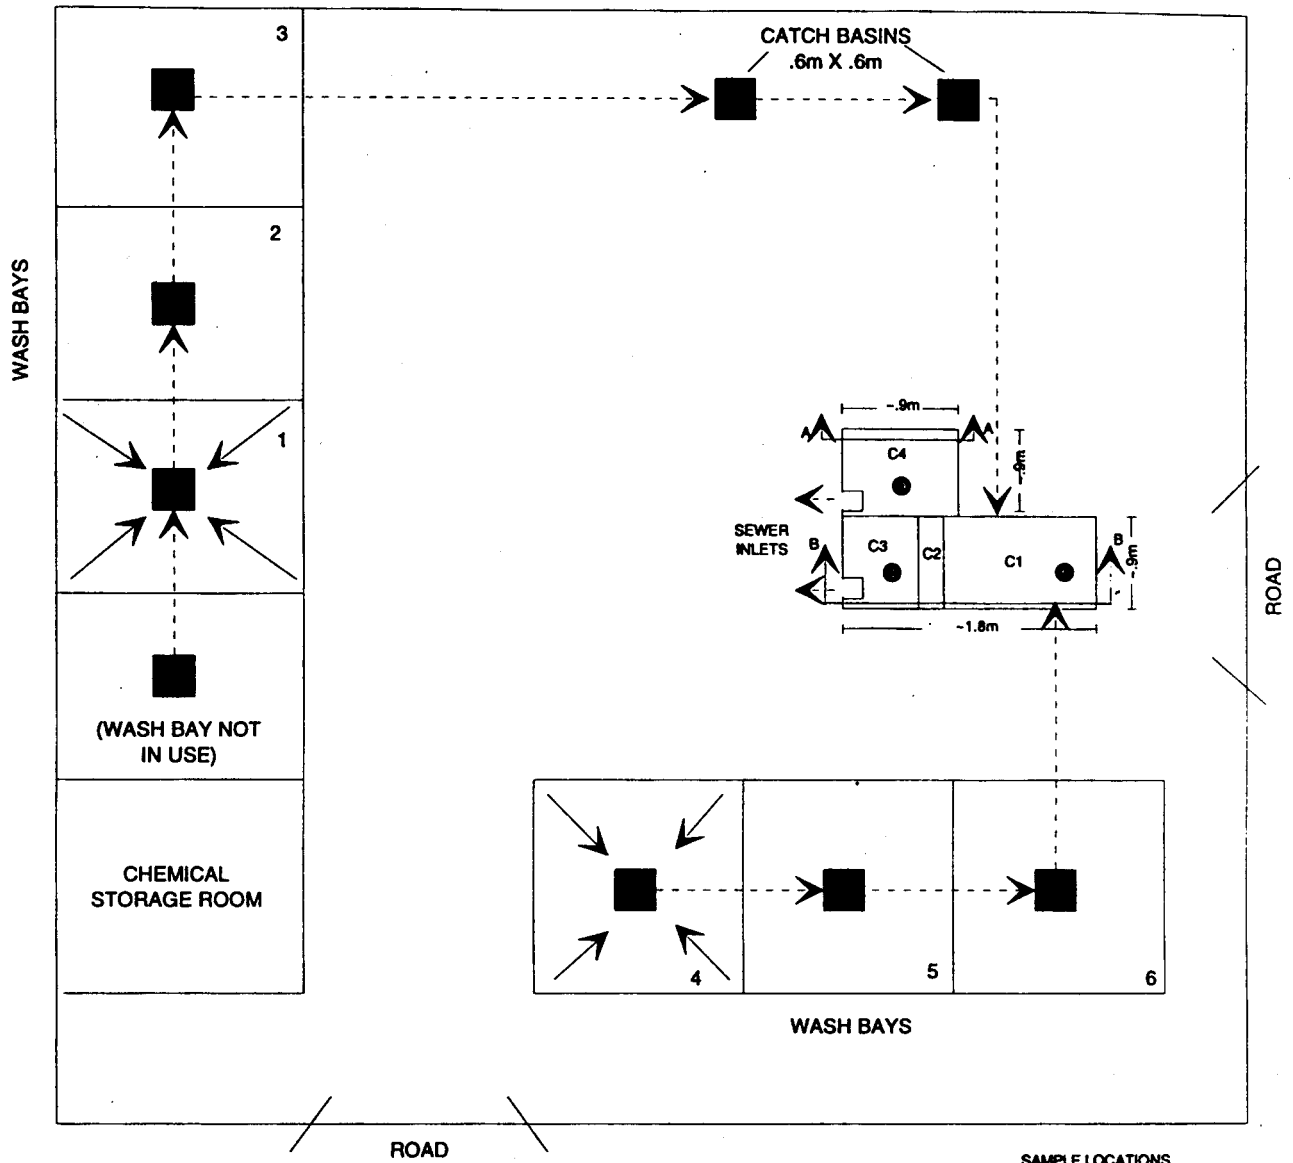 3
CATCH BASINS
.6m X .6m
2
WASH BAYS
1
~.9m
A
A
C4
.9m
SEWER
INLETS
B
C3
C2
C1
B
.9m
~1.8m
ROAD
(WASH BAY NOT
IN USE)
CHEMICAL
STORAGE ROOM
4
5
6
WASH BAYS
ROAD
SAMPLE LOCATIONS